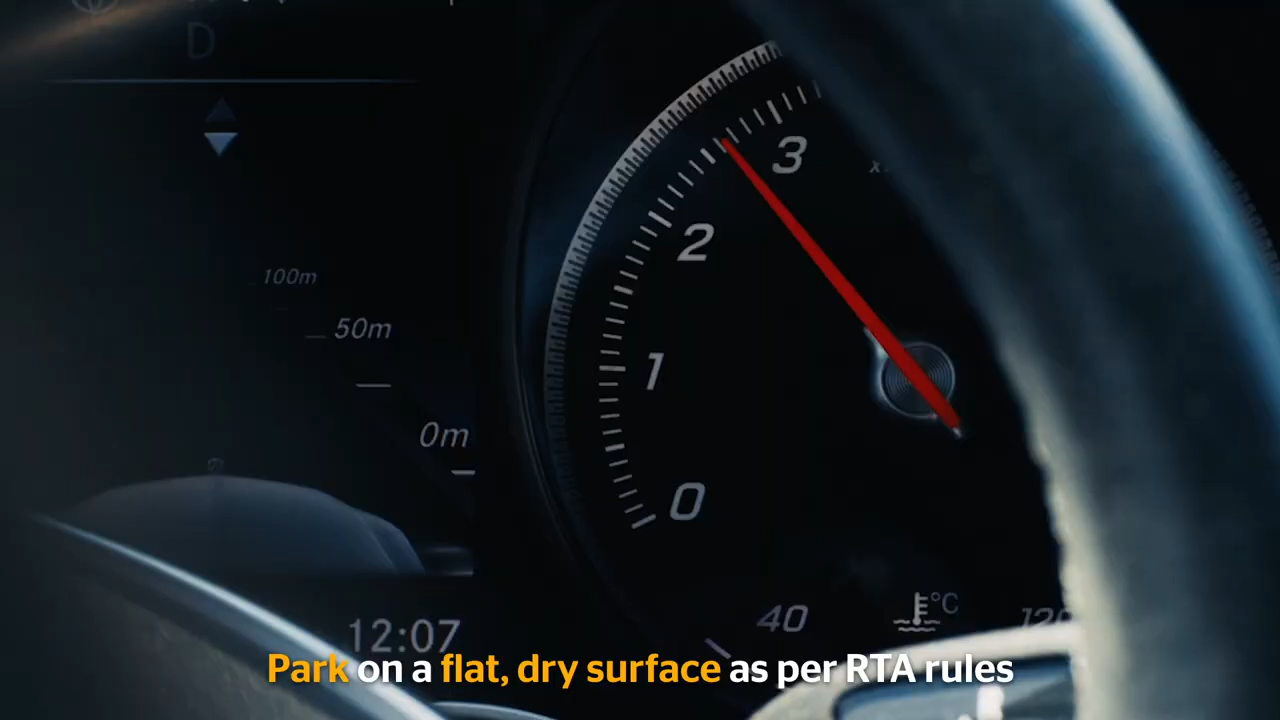 D
100m
50m
0m
3
2
1
0
12:07
40
°C
120
Park on a flat, dry surface as per RTA rules